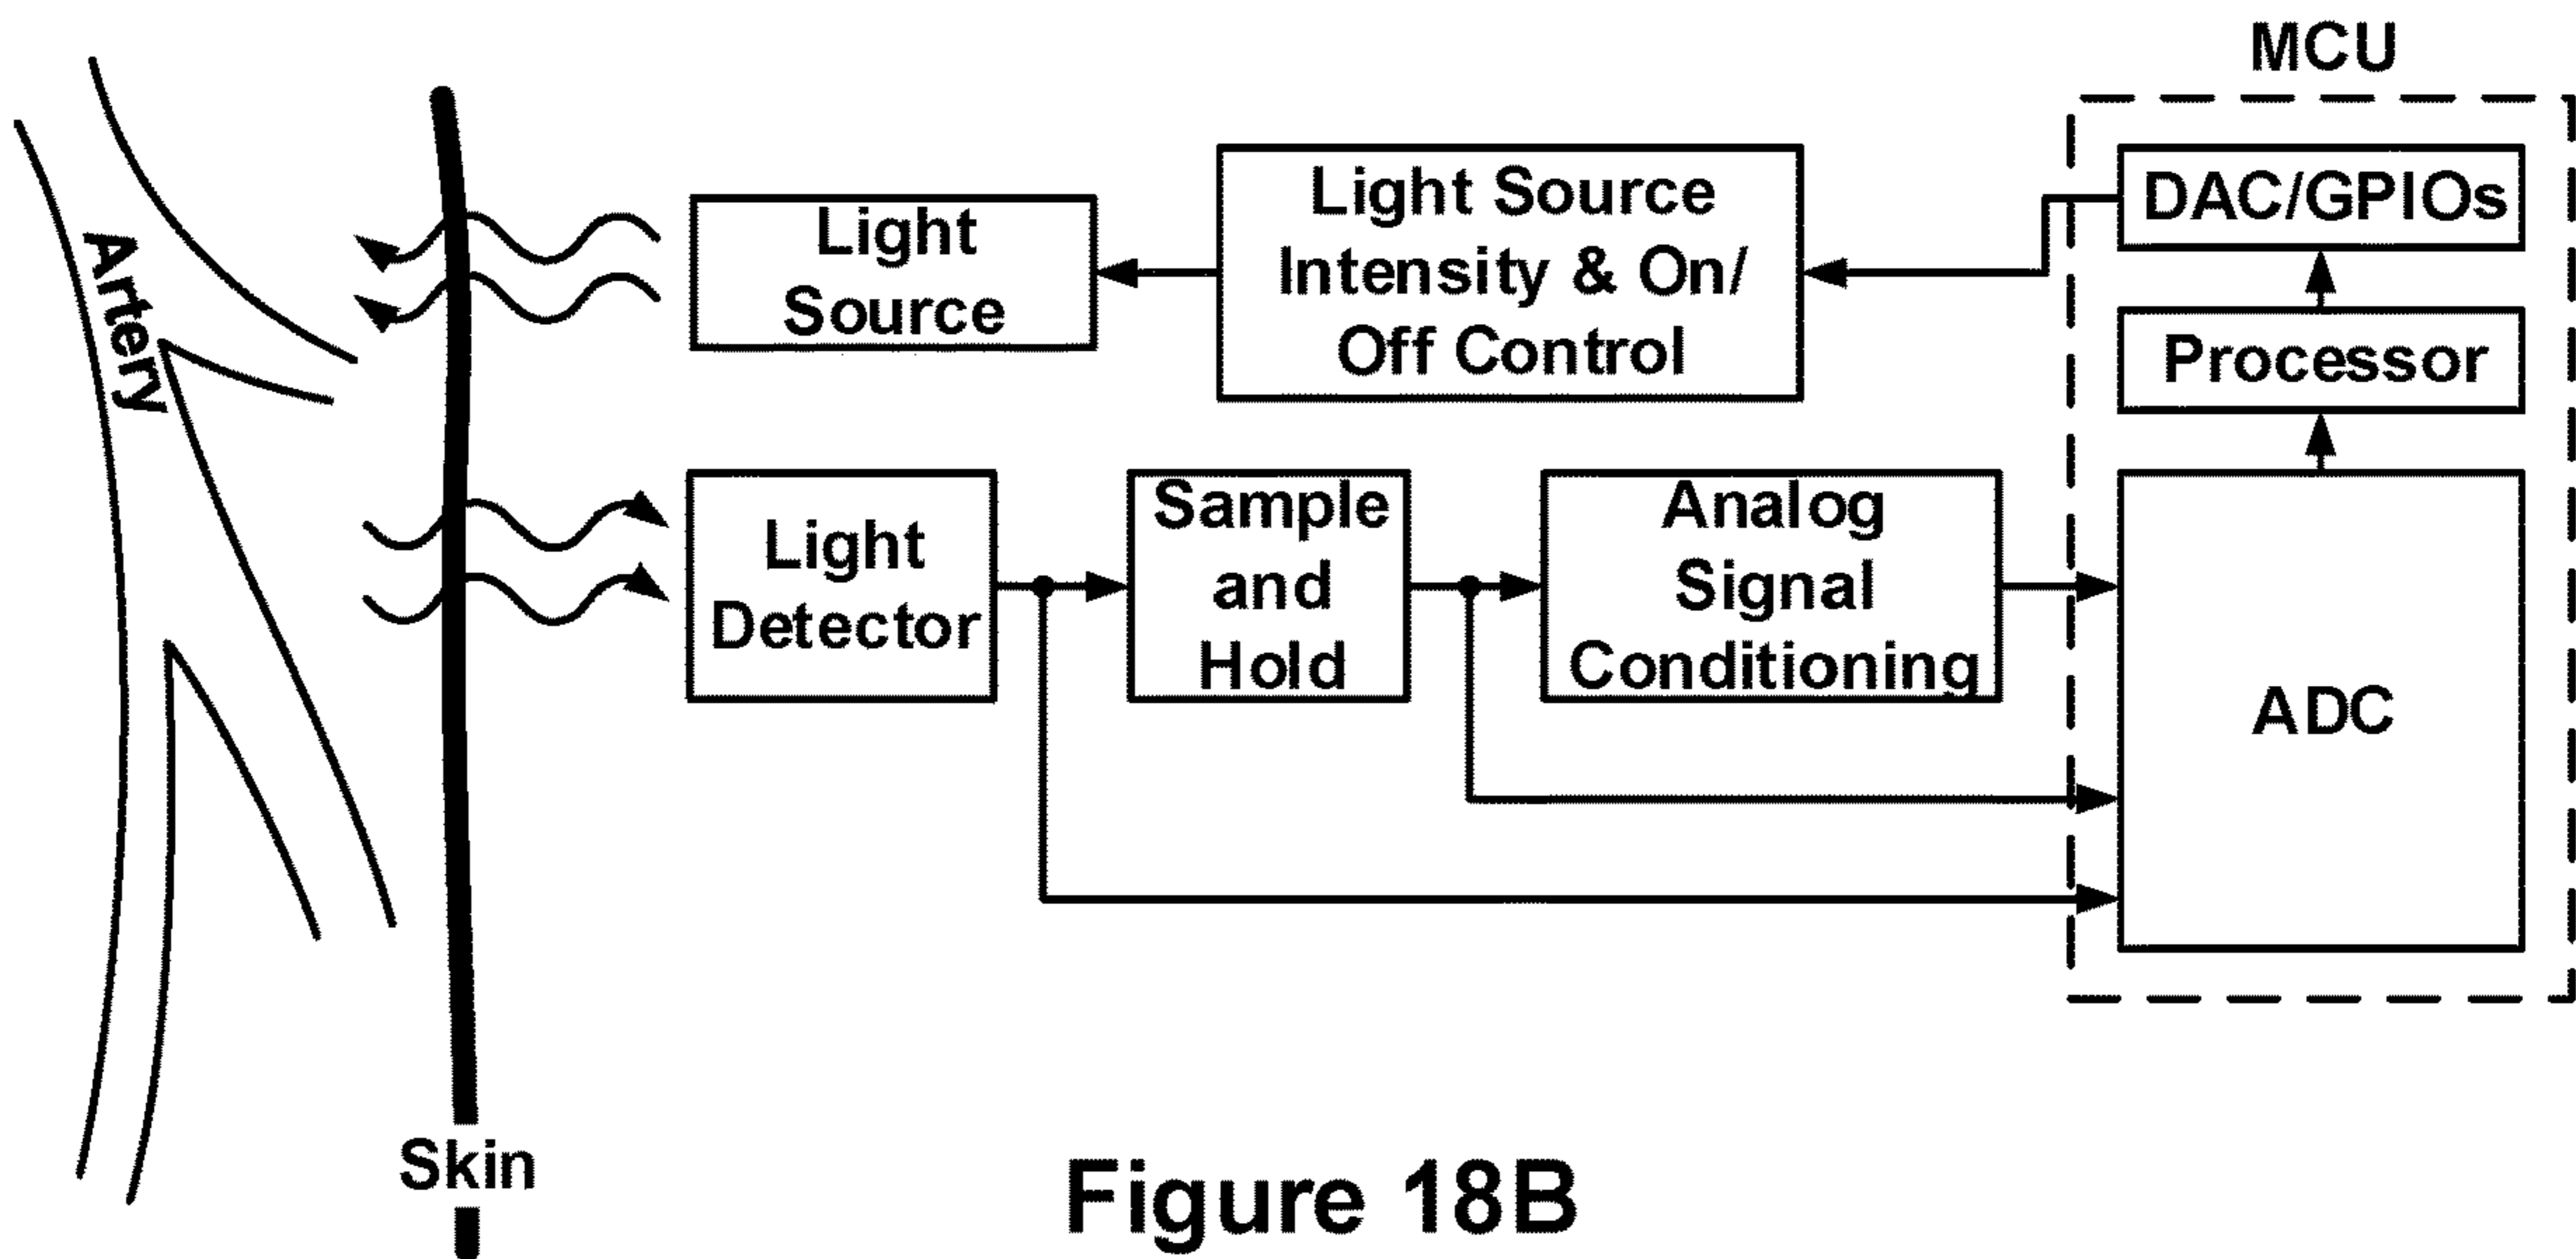 MCU
Artery
Light
Source
Light Source
Intensity & On/
Off Control
DAC/GPIOs
Processor
Light
Detector
Sample
and
Hold
Analog
Signal
Conditioning
ADC
Skin
Figure 18B